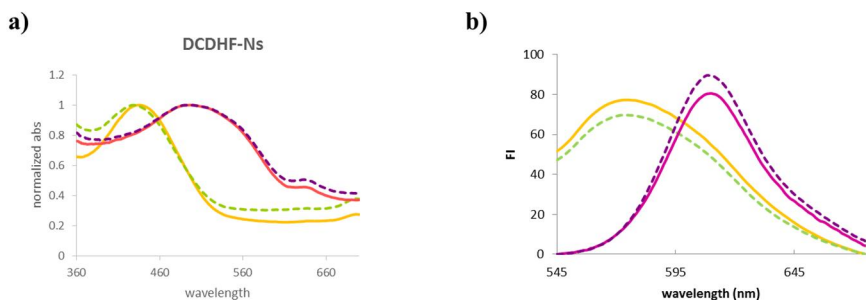 a)
DCDHF-Ns
normalized abs
1.2
1
0.8
0.6
0.4
0.2
0
360 460 560 660
wavelength
b)
FI
100
80
60
40
20
0
545 595 645
wavelength (nm)